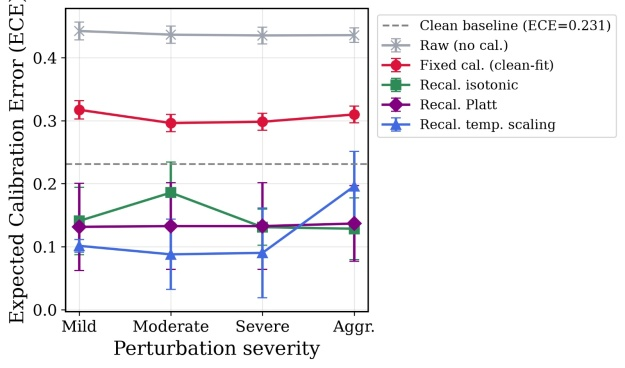 Expected Calibration Error (ECE)
0.4
0.3
0.2
0.1
0.0
Mild Moderate Severe Aggr.
Perturbation severity
Clean baseline (ECE=0.231)
Raw (no cal.)
Fixed cal. (clean-fit)
Recal. isotonic
Recal. Platt
Recal. temp. scaling